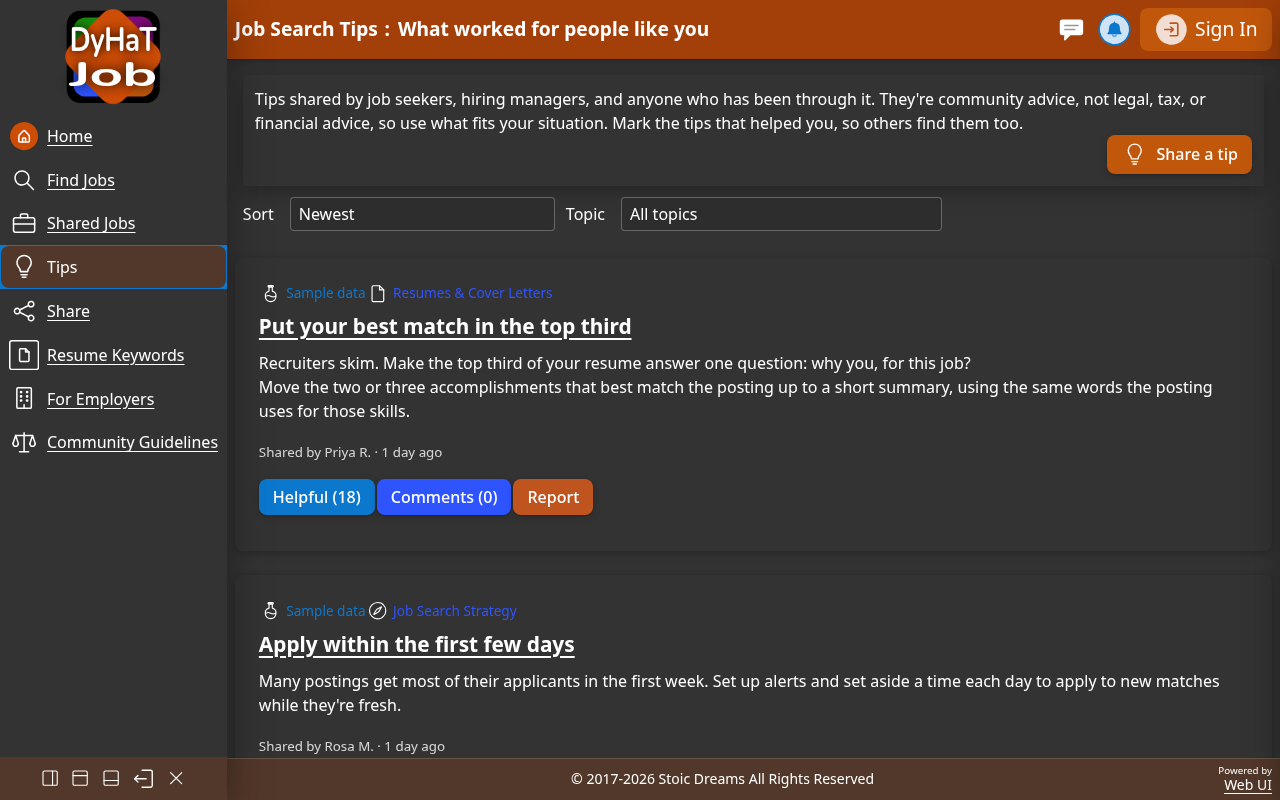 DyHaT
Job
Home
Find Jobs
Shared Jobs
Tips
Share
Resume Keywords
For Employers
Community Guidelines
Job Search Tips : What worked for people like you
Sign In
Tips shared by job seekers, hiring managers, and anyone who has been through it. They're community advice, not legal, tax, or
financial advice, so use what fits your situation. Mark the tips that helped you, so others find them too.
Share a tip
Sort Newest Topic All topics
Sample data Resumes & Cover Letters
Put your best match in the top third
Recruiters skim. Make the top third of your resume answer one question: why you, for this job?
Move the two or three accomplishments that best match the posting up to a short summary, using the same words the posting
uses for those skills.
Shared by Priya R. · 1 day ago
Helpful (18) Comments (0) Report
Sample data Job Search Strategy
Apply within the first few days
Many postings get most of their applicants in the first week. Set up alerts and set aside a time each day to apply to new matches
while they're fresh.
Shared by Rosa M. · 1 day ago
© 2017-2026 Stoic Dreams All Rights Reserved
Powered by
Web UI